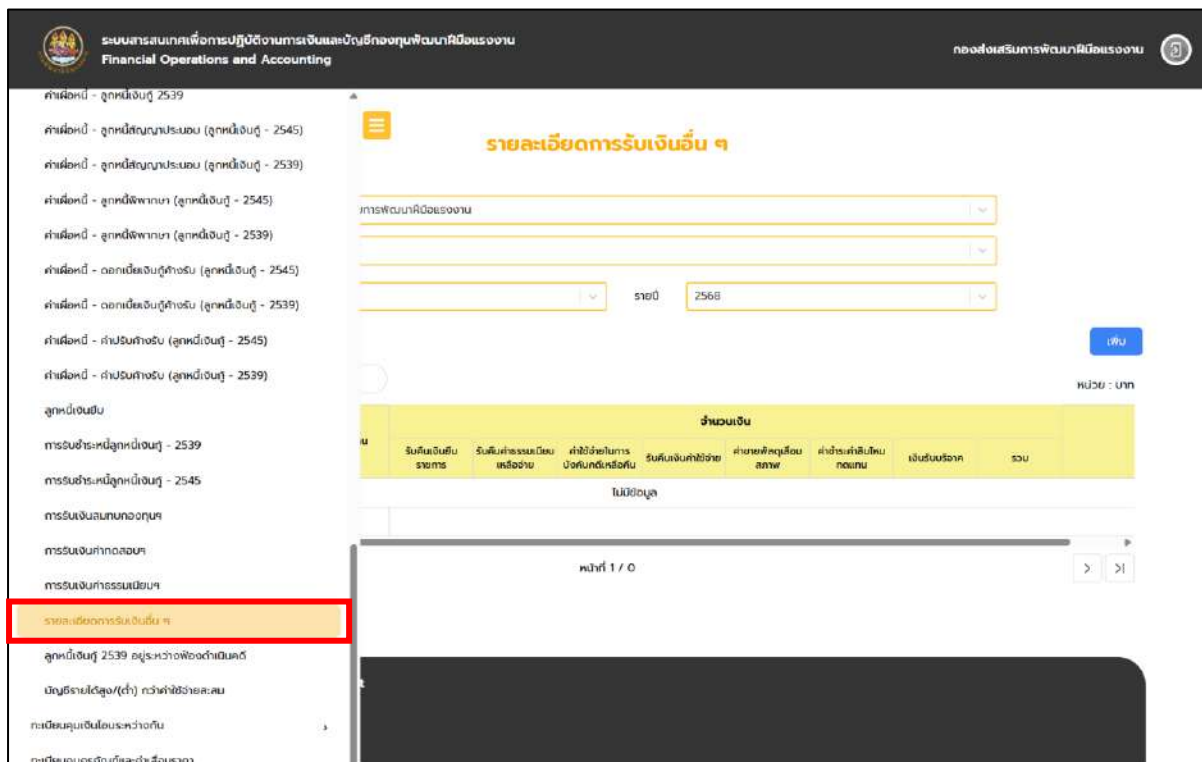 ระบบสารสนเทศเพื่อการปฏิบัติงานการเงินและบัญชีกองทุนพัฒนาฝีมือแรงงาน
Financial Operations and Accounting
กองส่งเสริมการพัฒนาฝีมือแรงงาน
ค่าเผื่อหนี้ - ลูกหนี้เงินกู้ 2539
ค่าเผื่อหนี้ - ลูกหนี้สัญญาประนอม (ลูกหนี้เงินกู้ - 2545)
ค่าเผื่อหนี้ - ลูกหนี้สัญญาประนอม (ลูกหนี้เงินกู้ - 2539)
ค่าเผื่อหนี้ - ลูกหนี้พิพากษา (ลูกหนี้เงินกู้ - 2545)
ค่าเผื่อหนี้ - ลูกหนี้พิพากษา (ลูกหนี้เงินกู้ - 2539)
ค่าเผื่อหนี้ - ดอกเบี้ยเงินกู้ค้างรับ (ลูกหนี้เงินกู้ - 2545)
ค่าเผื่อหนี้ - ดอกเบี้ยเงินกู้ค้างรับ (ลูกหนี้เงินกู้ - 2539)
ค่าเผื่อหนี้ - ค่าปรับค้างรับ (ลูกหนี้เงินกู้ - 2545)
ค่าเผื่อหนี้ - ค่าปรับค้างรับ (ลูกหนี้เงินกู้ - 2539)
ลูกหนี้เงินยืม
การรับชำระหนี้ลูกหนี้เงินกู้ - 2539
การรับชำระหนี้ลูกหนี้เงินกู้ - 2545
การรับเงินสมทบกองทุนฯ
การรับเงินค่าทดสอบฯ
การรับเงินค่าธรรมเนียมฯ
รายละเอียดการรับเงินอื่น ๆ
ลูกหนี้เงินกู้ 2539 อยู่ระหว่างฟ้องดำเนินคดี
บัญชีรายได้สูง/(ต่ำ) กว่าค่าใช้จ่ายสะสม
ทะเบียนคุมเงินโอนระหว่างกัน
ทะเบียนคุมครุภัณฑ์และค่าเสื่อมราคา
รายละเอียดการรับเงินอื่น ๆ
มการพัฒนาฝีมือแรงงาน
รายปี 2568
เพิ่ม
หน่วย : บาท
จำนวนเงิน
รับคืนเงินยืมราชการ รับคืนค่าธรรมเนียมเหลือจ่าย ค่าใช้จ่ายในการบังคับคดีเหลือคืน รับคืนเงินค่าใช้จ่าย ค่าขายพัสดุเสื่อมสภาพ ค่าชำระค่าสินไหมทดแทน เงินรับบริจาค รวม
ไม่มีข้อมูล
หน้าที่ 1 / 0